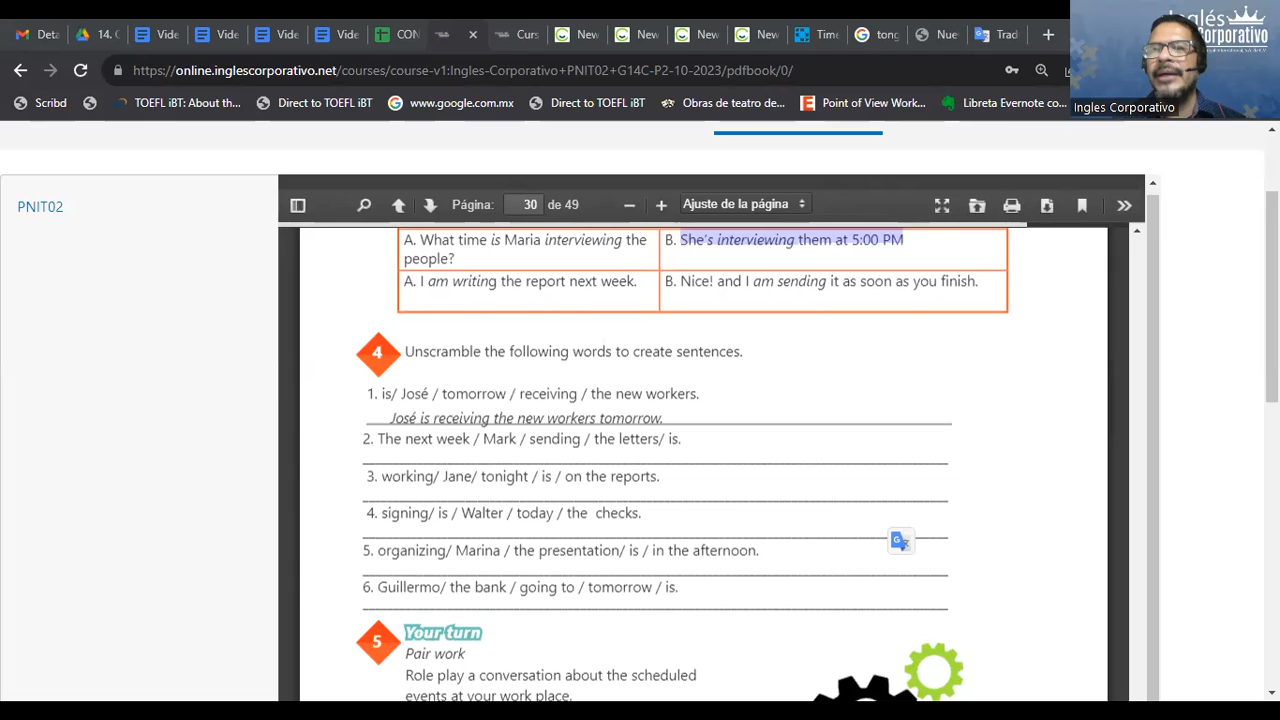 Deta
14. C
Vide
Vide
Vide
Vide
CON
Curs
New
New
New
New
Time
tong
Nue
Trad
https://online.inglescorporativo.net/courses/course-v1:Ingles-Corporativo+PNIT02+G14C-P2-10-2023/pdfbook/0/
Scribd
TOEFL iBT: About th...
Direct to TOEFL iBT
www.google.com.mx
Direct to TOEFL iBT
Obras de teatro de...
Point of View Work...
Libreta Evernote co...
Inglés
Corporativo
Ingles Corporativo
PNIT02
Página: 30 de 49
Ajuste de la página
A. What time is Maria interviewing the people?
B. She's interviewing them at 5:00 PM
A. I am writing the report next week.
B. Nice! and I am sending it as soon as you finish.
4 Unscramble the following words to create sentences.
1. is/ José / tomorrow / receiving / the new workers.
José is receiving the new workers tomorrow.
2. The next week / Mark / sending / the letters/ is.
3. working/ Jane/ tonight / is / on the reports.
4. signing/ is / Walter / today / the checks.
5. organizing/ Marina / the presentation/ is / in the afternoon.
6. Guillermo/ the bank / going to / tomorrow / is.
5 Your turn
Pair work
Role play a conversation about the scheduled
events at your work place.